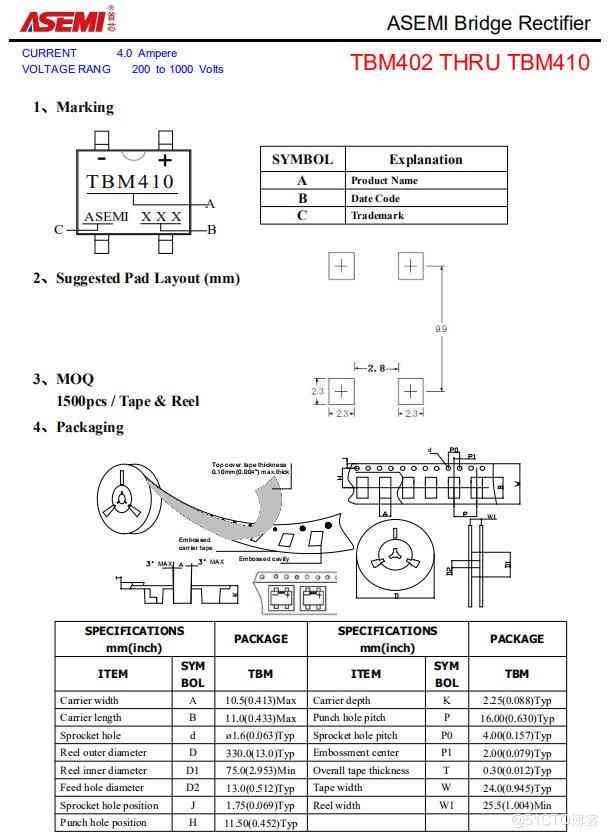 ASEMI
ASEMI Bridge Rectifier
CURRENT 4.0 Ampere
VOLTAGE RANG 200 to 1000 Volts
TBM402 THRU TBM410
1、Marking
- +
TBM410
A
ASEMI X X X
C B
SYMBOL Explanation
A Product Name
B Date Code
C Trademark
2、Suggested Pad Layout (mm)
9.9
2.8
2.3
2.3 2.3
3、MOQ
1500pcs / Tape & Reel
4、Packaging
Top cover tape thickness
0.10mm(0.004") max.thick
Embossed
carrier tape
Embossed cavity
3° MAX A 3° MAX
T
K
d P0
P1
J
H
B
W
A
P
W1
D2
D1
D
SPECIFICATIONS
mm(inch) PACKAGE SPECIFICATIONS
mm(inch) PACKAGE
ITEM SYM
BOL TBM ITEM SYM
BOL TBM
Carrier width A 10.5(0.413)Max Carrier depth K 2.25(0.088)Typ
Carrier length B 11.0(0.433)Max Punch hole pitch P 16.00(0.630)Typ
Sprocket hole d ø1.6(0.063)Typ Sprocket hole pitch P0 4.00(0.157)Typ
Reel outer diameter D 330.0(13.0)Typ Embossment center P1 2.00(0.079)Typ
Reel inner diameter D1 75.0(2.953)Min Overall tape thickness T 0.30(0.012)Typ
Feed hole diameter D2 13.0(0.512)Typ Tape width W 24.0(0.945)Typ
Sprocket hole position J 1.75(0.069)Typ Reel width W1 25.5(1.004)Min
Punch hole position H 11.50(0.452)Typ
@51CTO博客